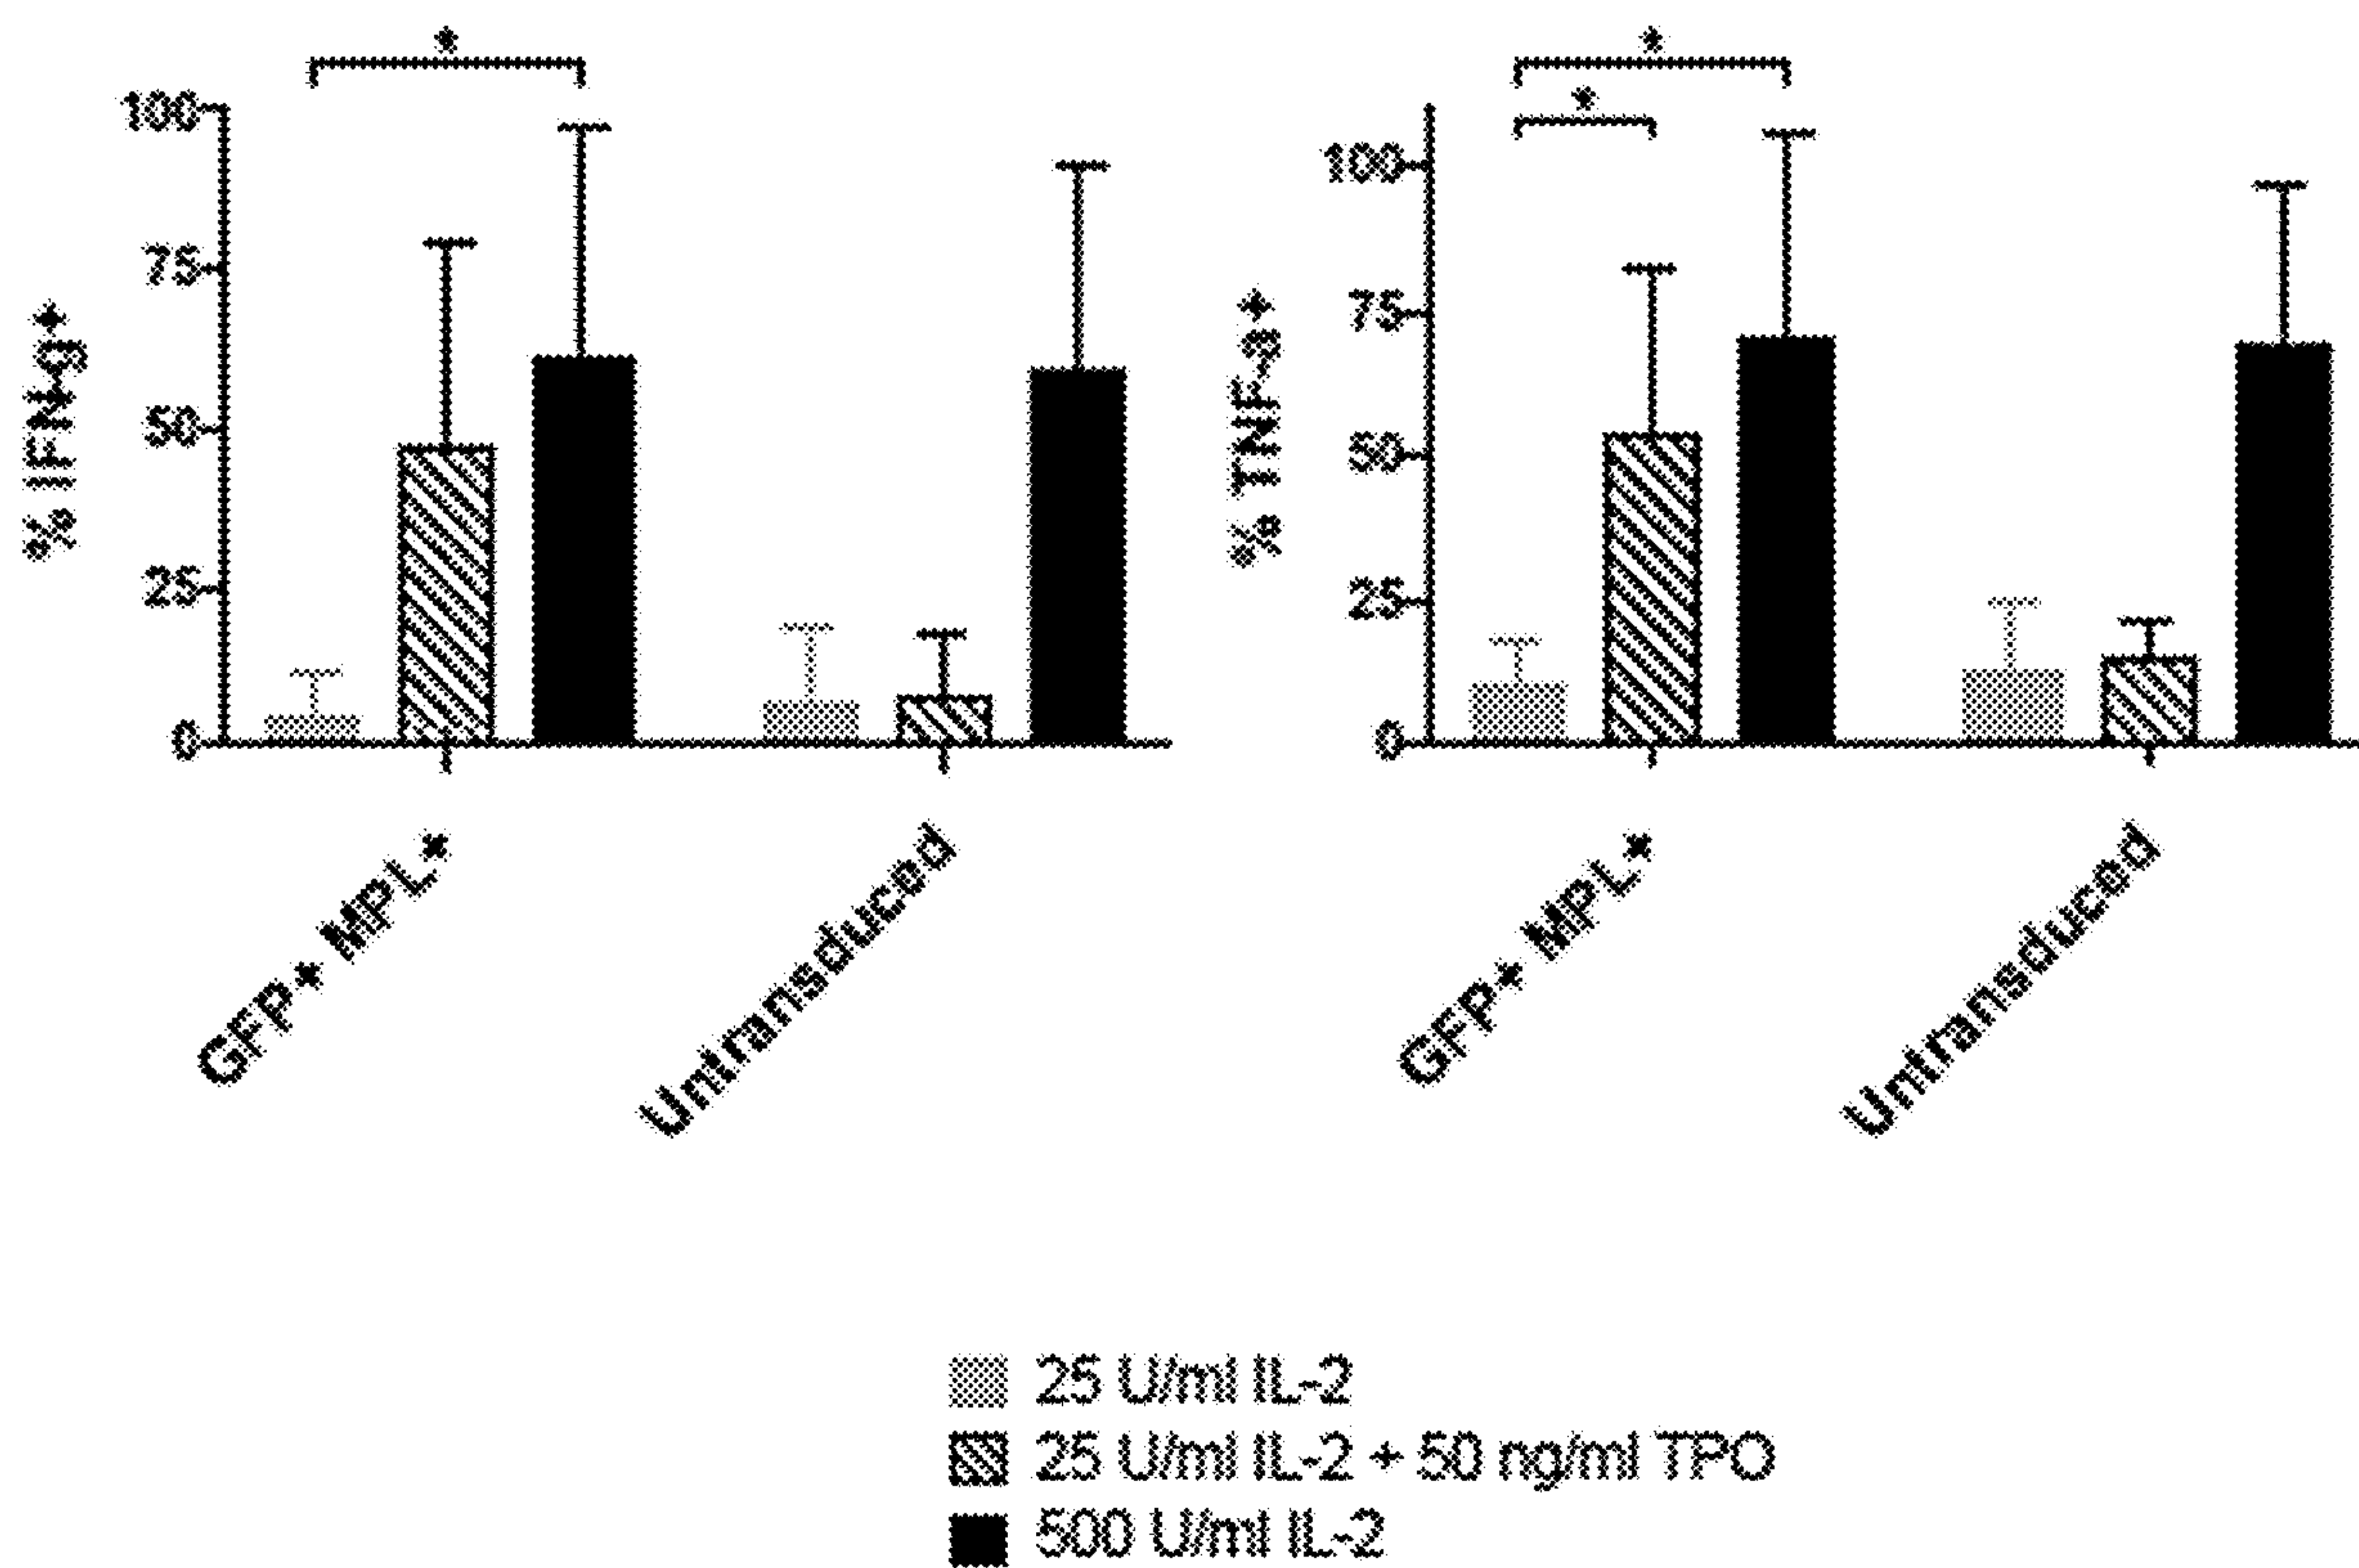 *
100
75
50
25
0
% IFN-g+
GFP+ MPL+
Untransduced
*
*
100
75
50
25
0
% TNF-a+
GFP+ MPL+
Untransduced
25 U/ml IL-2
25 U/ml IL-2 + 50 ng/ml TPO
500 U/ml IL-2